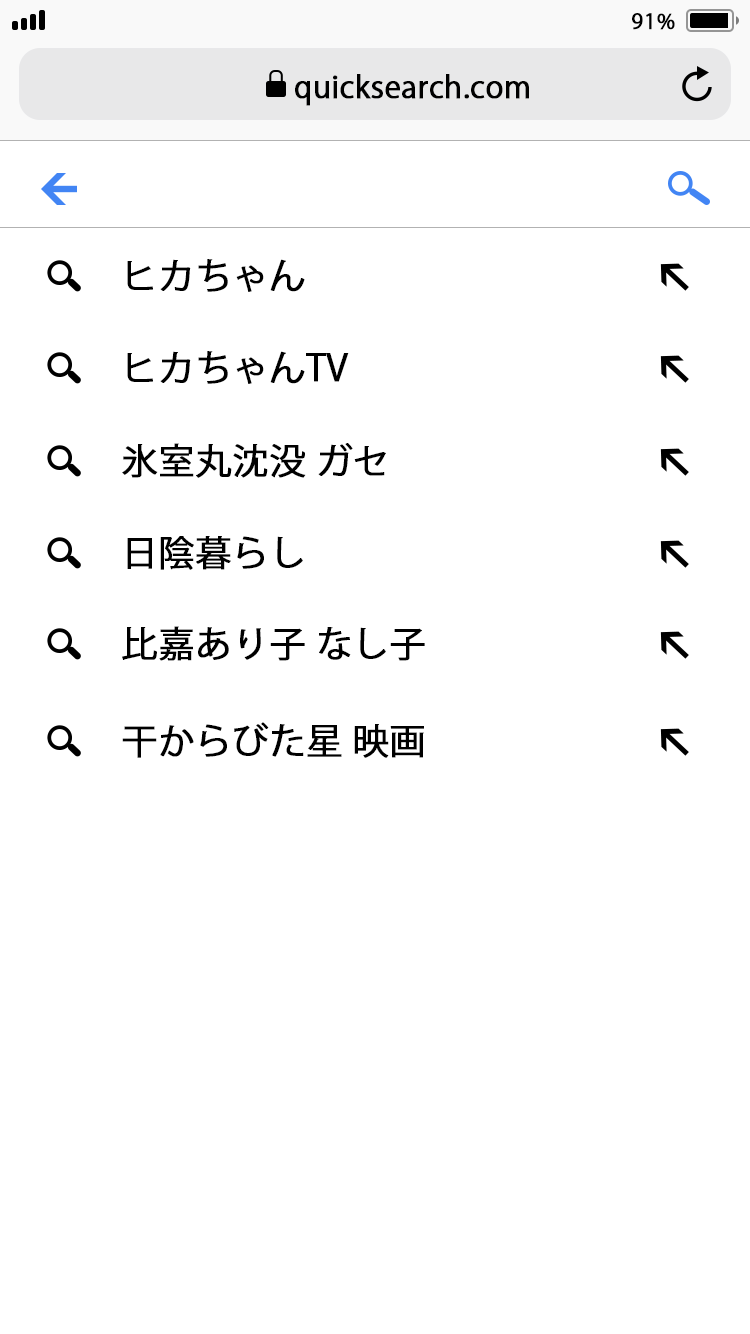 91%
quicksearch.com
ヒカちゃん
ヒカちゃんTV
氷室丸沈没 ガセ
日陰暮らし
比嘉あり子 なし子
干からびた星 映画